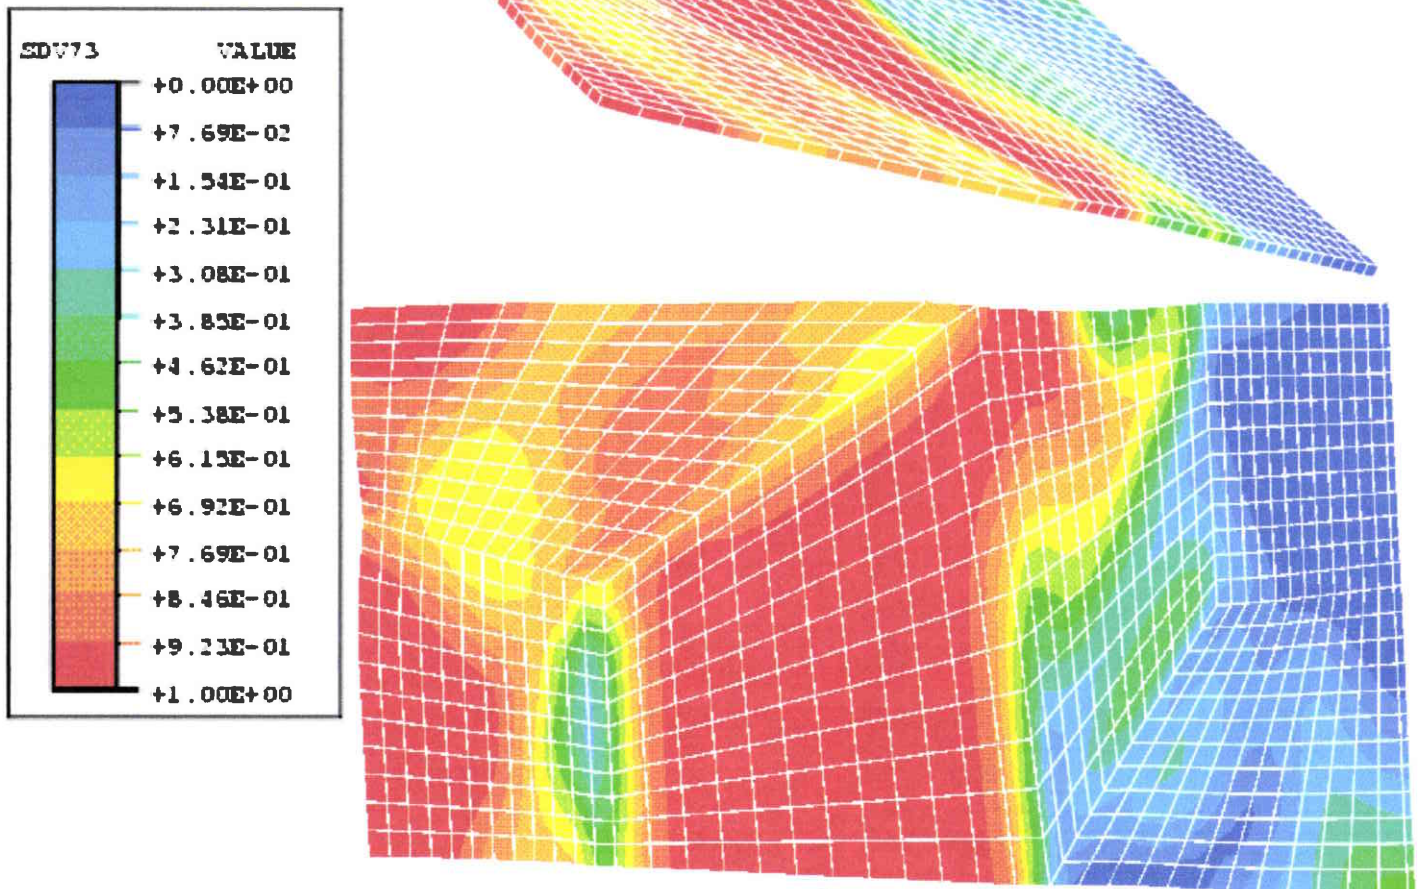 SDV73 VALUE
+0.00E+00
+7.69E-02
+1.54E-01
+2.31E-01
+3.08E-01
+3.85E-01
+4.62E-01
+5.38E-01
+6.15E-01
+6.92E-01
+7.69E-01
+8.46E-01
+9.23E-01
+1.00E+00